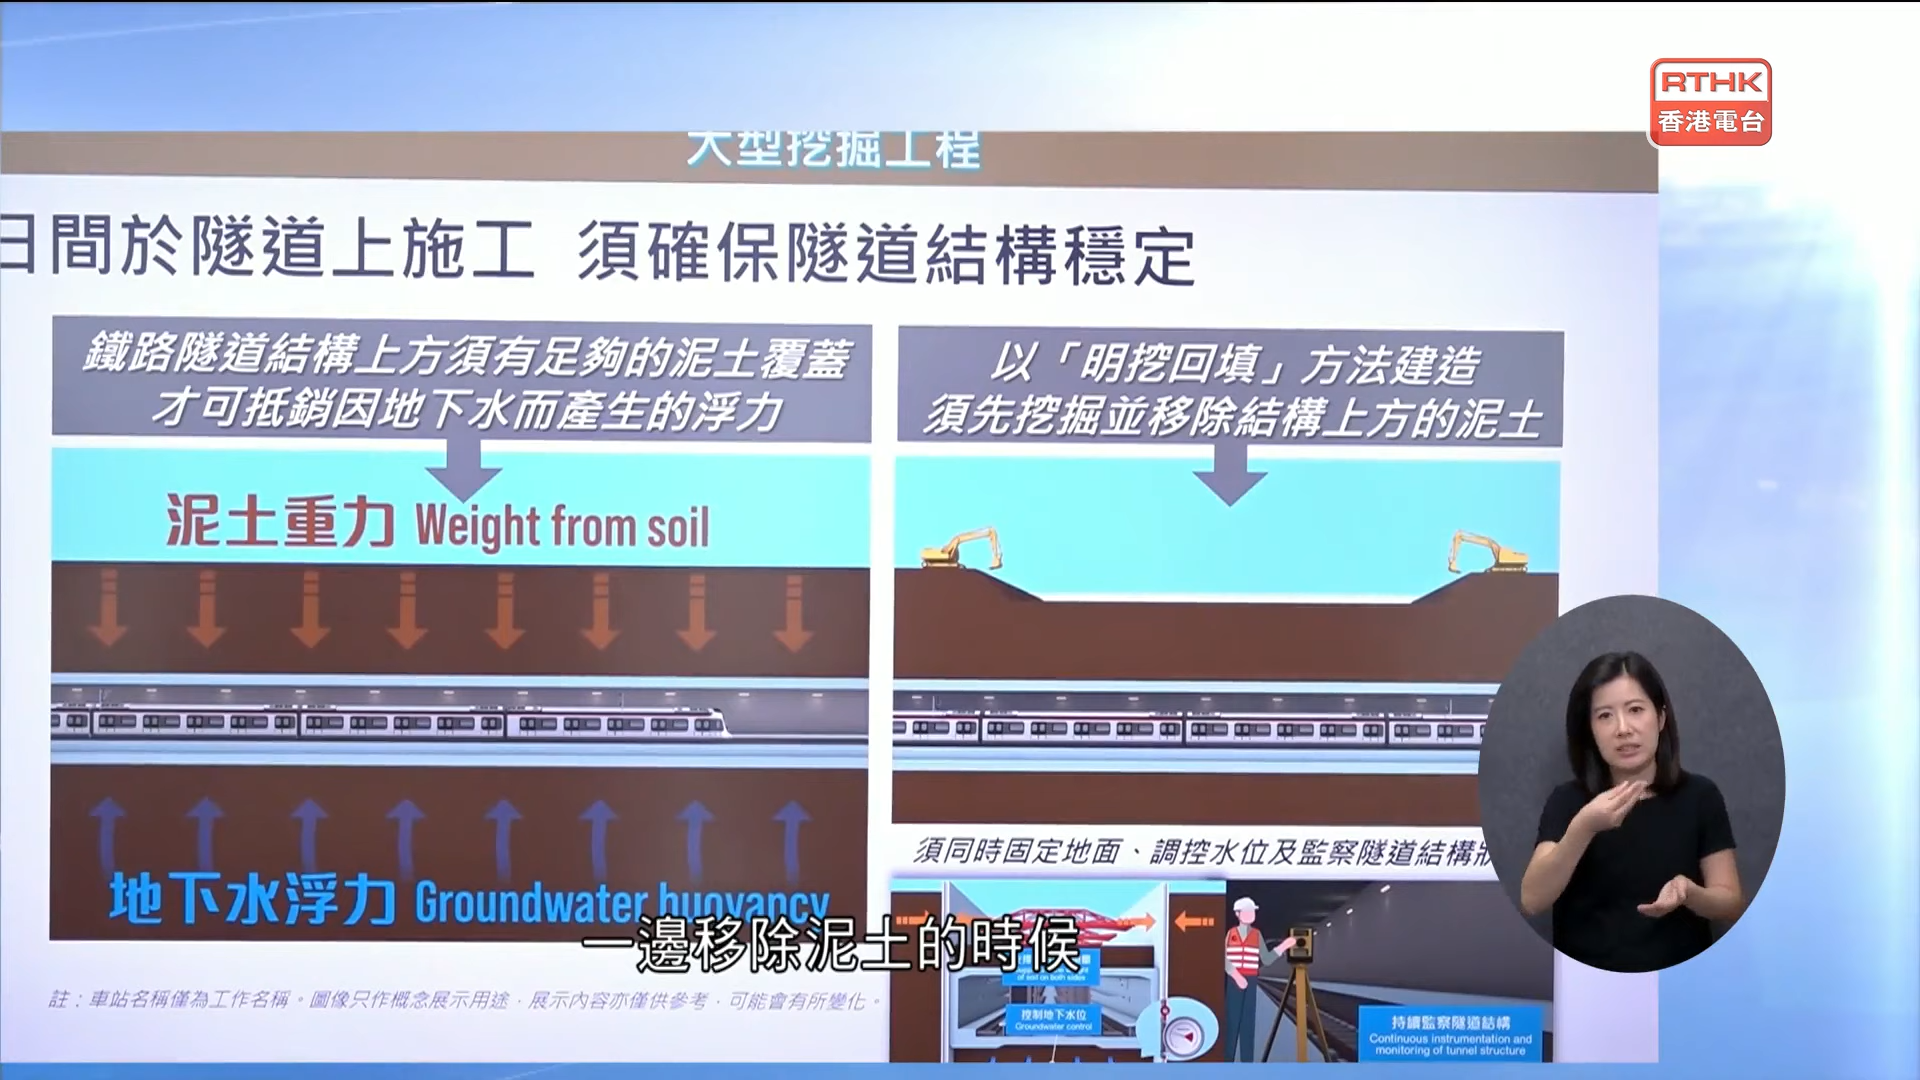 RTHK
香港電台
大型挖掘工程
日間於隧道上施工 須確保隧道結構穩定
鐵路隧道結構上方須有足夠的泥土覆蓋
才可抵銷因地下水而產生的浮力
泥土重力 Weight from soil
地下水浮力 Groundwater buoyancy
以「明挖回填」方法建造
須先挖掘並移除結構上方的泥土
須同時固定地面、調控水位及監察隧道結構
of soil on both sides
控制地下水位
Groundwater control
持續監察隧道結構
Continuous instrumentation and
monitoring of tunnel structure
一邊移除泥土的時候
註：車站名稱僅為工作名稱。圖像只作概念展示用途，展示內容亦僅供參考，可能會有所變化。